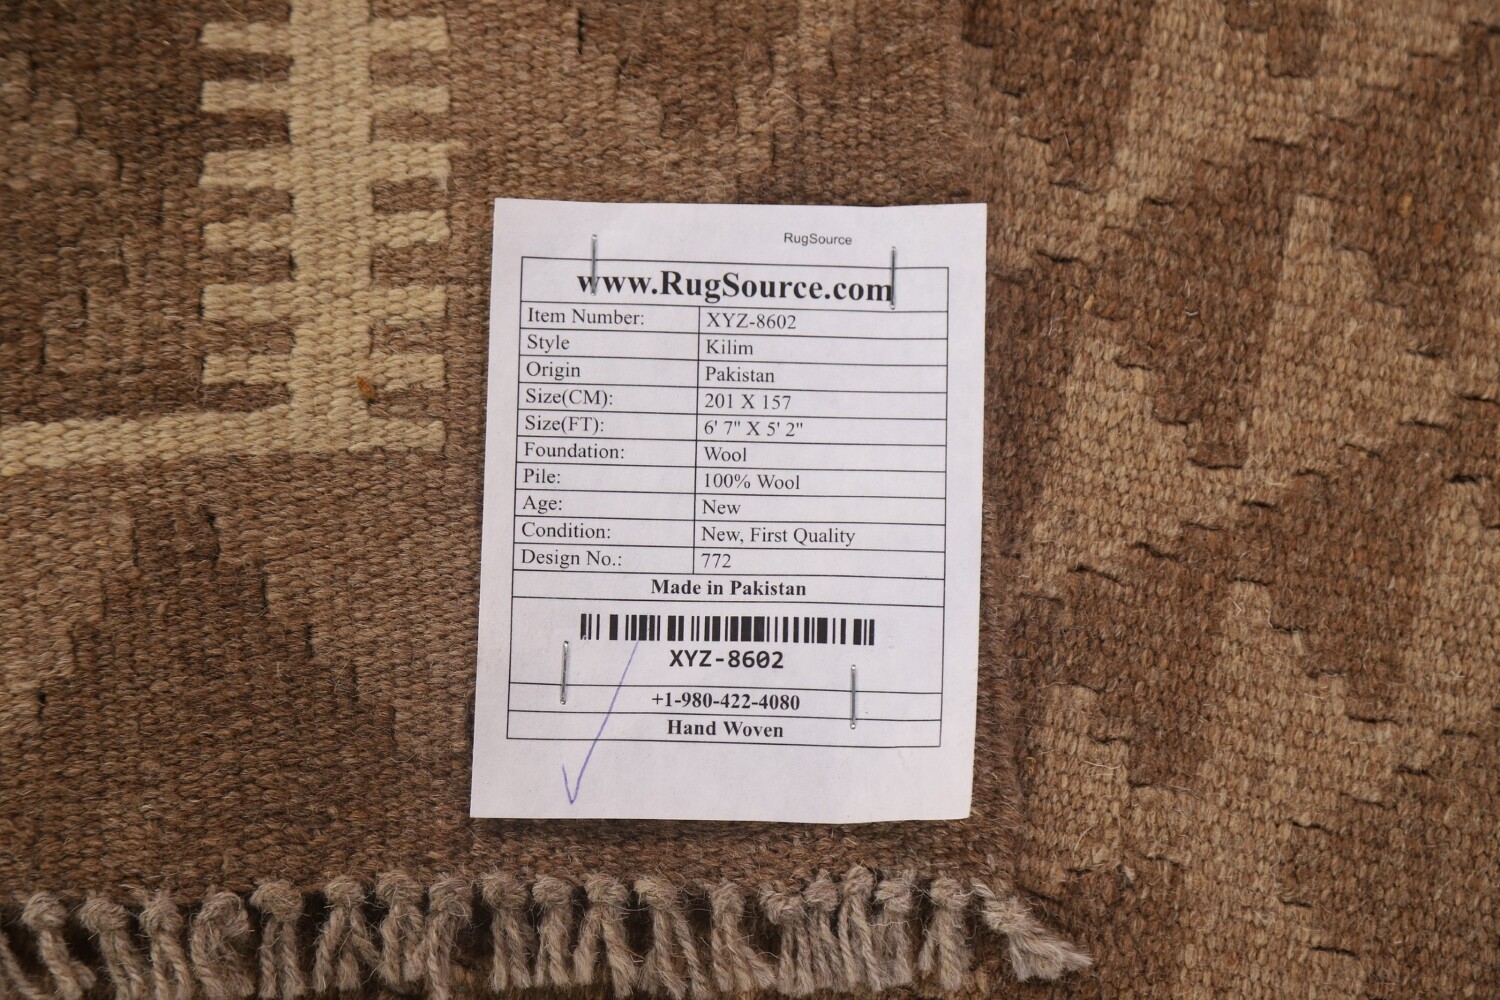 RugSource
www.RugSource.com
Item Number: XYZ-8602
Style Kilim
Origin Pakistan
Size(CM): 201 X 157
Size(FT): 6' 7" X 5' 2"
Foundation: Wool
Pile: 100% Wool
Age: New
Condition: New, First Quality
Design No.: 772
Made in Pakistan
XYZ-8602
+1-980-422-4080
Hand Woven